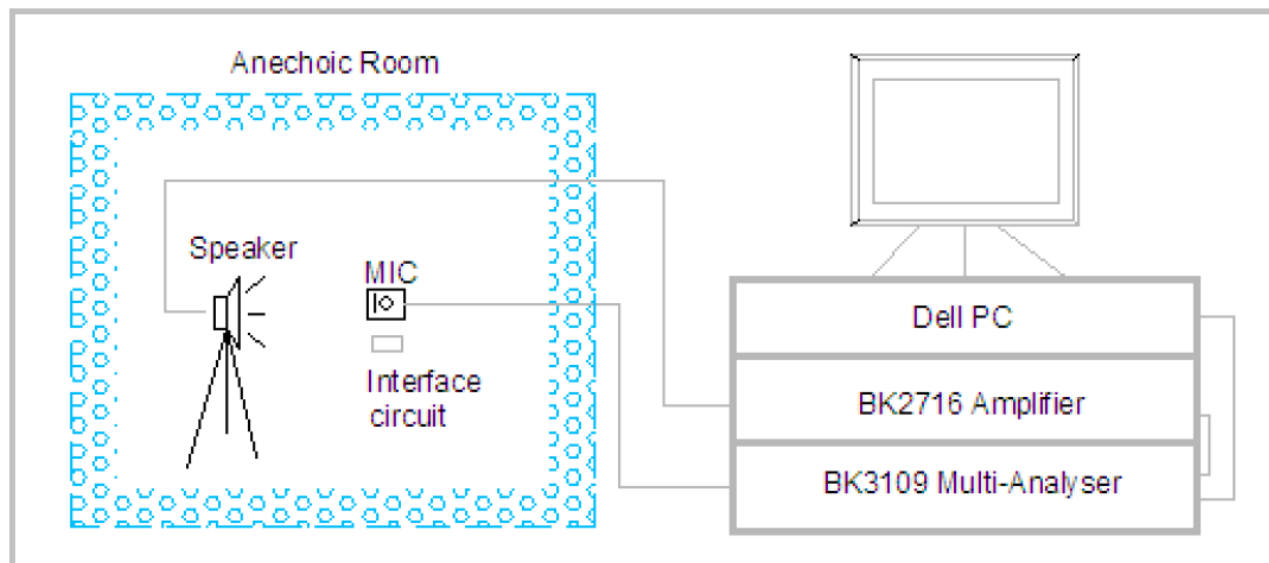 Anechoic Room
Speaker
MIC
Interface
circuit
Dell PC
BK2716 Amplifier
BK3109 Multi-Analyser